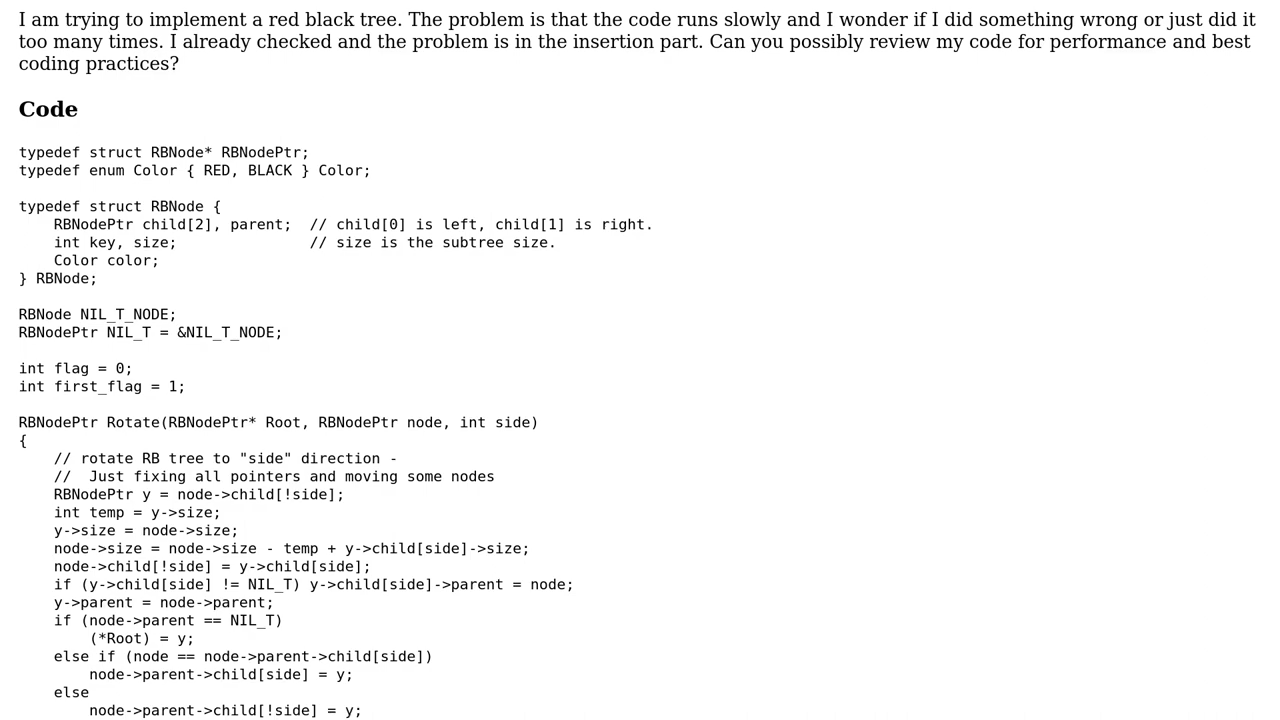 I am trying to implement a red black tree. The problem is that the code runs slowly and I wonder if I did something wrong or just did it
too many times. I already checked and the problem is in the insertion part. Can you possibly review my code for performance and best
coding practices?
Code
typedef struct RBNode* RBNodePtr;
typedef enum Color { RED, BLACK } Color;
typedef struct RBNode {
    RBNodePtr child[2], parent;  // child[0] is left, child[1] is right.
    int key, size;               // size is the subtree size.
    Color color;
} RBNode;
RBNode NIL_T_NODE;
RBNodePtr NIL_T = &NIL_T_NODE;
int flag = 0;
int first_flag = 1;
RBNodePtr Rotate(RBNodePtr* Root, RBNodePtr node, int side)
{
    // rotate RB tree to "side" direction -
    //  Just fixing all pointers and moving some nodes
    RBNodePtr y = node->child[!side];
    int temp = y->size;
    y->size = node->size;
    node->size = node->size - temp + y->child[side]->size;
    node->child[!side] = y->child[side];
    if (y->child[side] != NIL_T) y->child[side]->parent = node;
    y->parent = node->parent;
    if (node->parent == NIL_T)
        (*Root) = y;
    else if (node == node->parent->child[side])
        node->parent->child[side] = y;
    else
        node->parent->child[!side] = y;